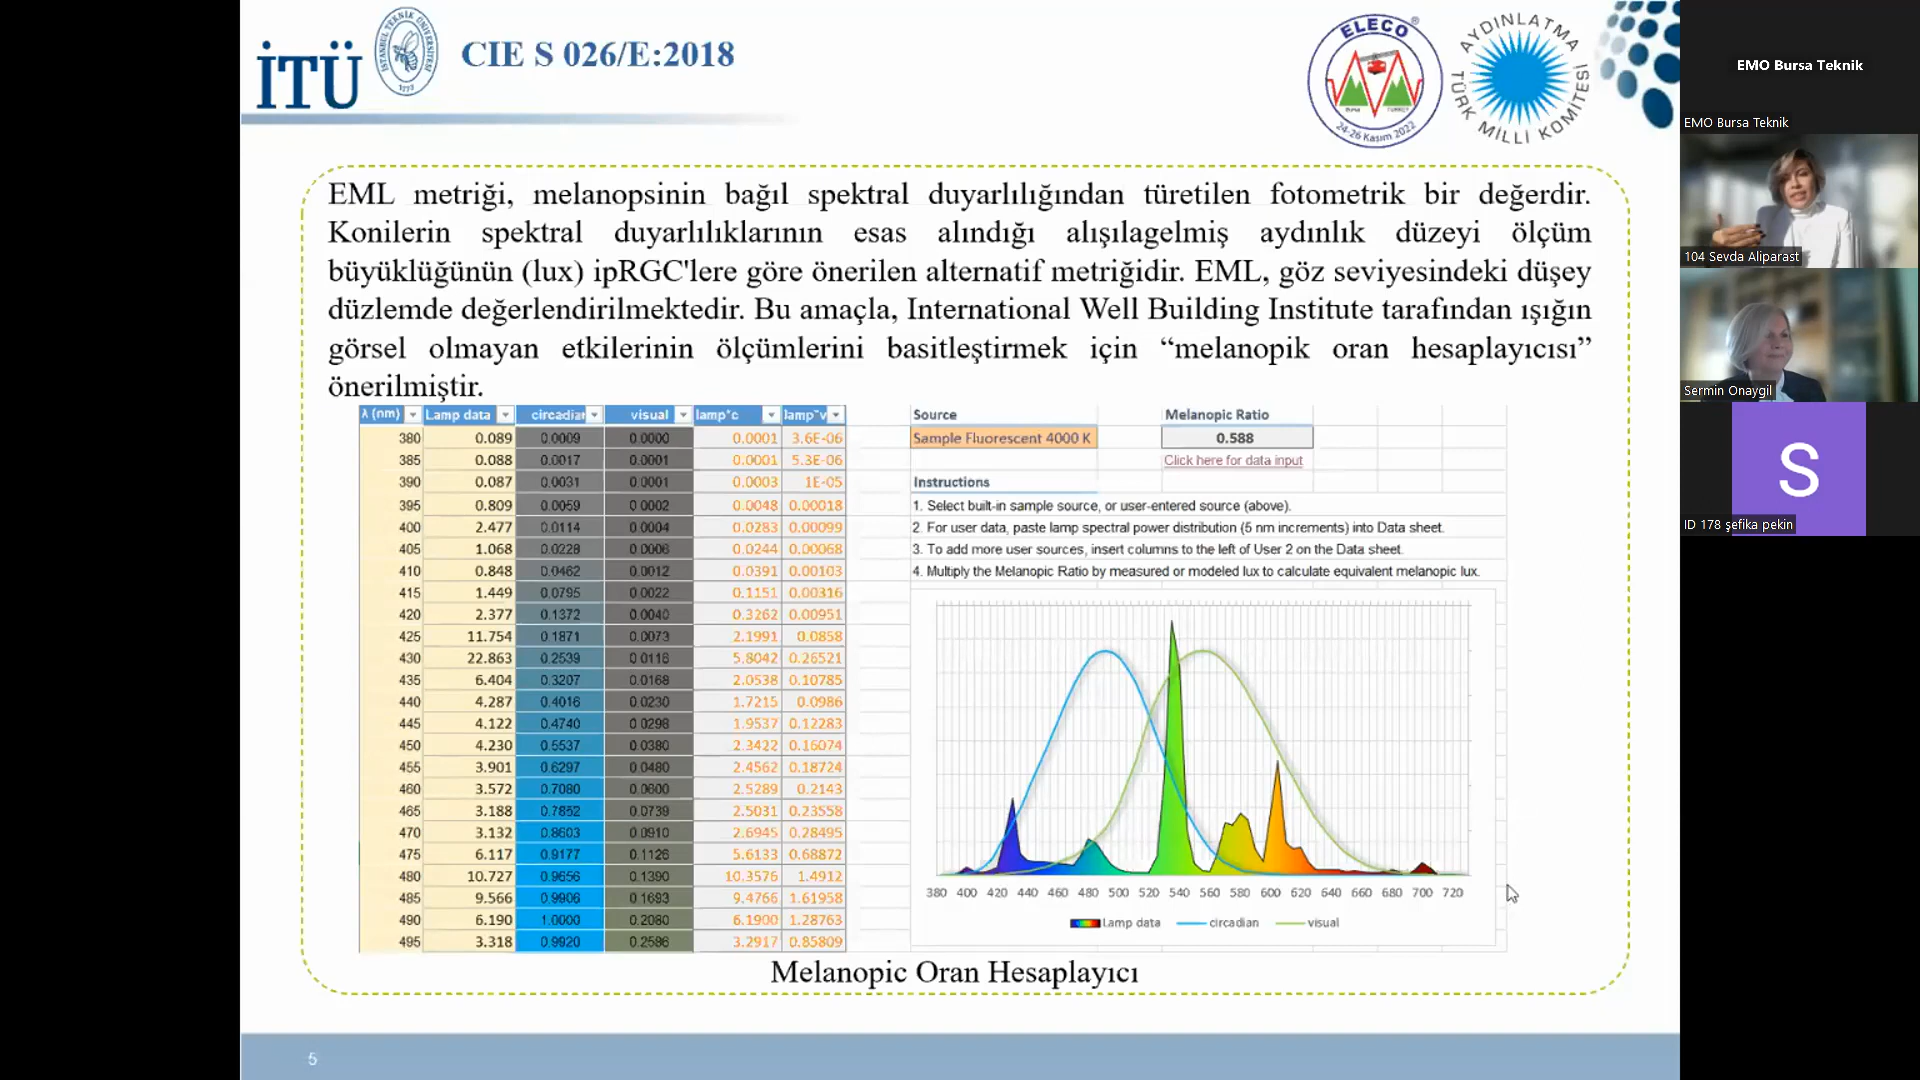 İTÜ
İSTANBUL TEKNİK ÜNİVERSİTESİ
1773
CIE S 026/E:2018
ELECO
24-26 Kasım 2022
AYDINLATMA TÜRK MİLLİ KOMİTESİ
EML metriği, melanopsinin bağıl spektral duyarlılığından türetilen fotometrik bir değerdir.
Konilerin spektral duyarlılıklarının esas alındığı alışılagelmiş aydınlık düzeyi ölçüm
büyüklüğünün (lux) ipRGC'lere göre önerilen alternatif metriğidir. EML, göz seviyesindeki düşey
düzlemde değerlendirilmektedir. Bu amaçla, International Well Building Institute tarafından ışığın
görsel olmayan etkilerinin ölçümlerini basitleştirmek için “melanopik oran hesaplayıcısı”
önerilmiştir.
λ (nm) Lamp data circadian visual lamp*c lamp*v
380 0.089 0.0009 0.0000 0.0001 3.6E-06
385 0.088 0.0017 0.0001 0.0001 5.3E-06
390 0.087 0.0031 0.0001 0.0003 1E-05
395 0.809 0.0059 0.0002 0.0048 0.00018
400 2.477 0.0114 0.0004 0.0283 0.00099
405 1.068 0.0228 0.0006 0.0244 0.00068
410 0.848 0.0462 0.0012 0.0391 0.00103
415 1.449 0.0795 0.0022 0.1151 0.00316
420 2.377 0.1372 0.0040 0.3262 0.00951
425 11.754 0.1871 0.0073 2.1991 0.0858
430 22.863 0.2539 0.0116 5.8042 0.26521
435 6.404 0.3207 0.0168 2.0538 0.10785
440 4.287 0.4016 0.0230 1.7215 0.0986
445 4.122 0.4740 0.0298 1.9537 0.12283
450 4.230 0.5537 0.0380 2.3422 0.16074
455 3.901 0.6297 0.0480 2.4562 0.18724
460 3.572 0.7080 0.0600 2.5289 0.2143
465 3.188 0.7852 0.0739 2.5031 0.23558
470 3.132 0.8603 0.0910 2.6945 0.28495
475 6.117 0.9177 0.1126 5.6133 0.68872
480 10.727 0.9656 0.1390 10.3576 1.4912
485 9.566 0.9906 0.1693 9.4766 1.61958
490 6.190 1.0000 0.2080 6.1900 1.28763
495 3.318 0.9920 0.2586 3.2917 0.85809
Source Melanopic Ratio
Sample Fluorescent 4000 K 0.588
Click here for data input
Instructions
1. Select built-in sample source, or user-entered source (above).
2. For user data, paste lamp spectral power distribution (5 nm increments) into Data sheet.
3. To add more user sources, insert columns to the left of User 2 on the Data sheet.
4. Multiply the Melanopic Ratio by measured or modeled lux to calculate equivalent melanopic lux.
380 400 420 440 460 480 500 520 540 560 580 600 620 640 660 680 700 720
Lamp data circadian visual
Melanopic Oran Hesaplayıcı
5
EMO Bursa Teknik
EMO Bursa Teknik
104 Sevda Aliparast
Sermin Onaygil
S
ID 178 şefika pekin